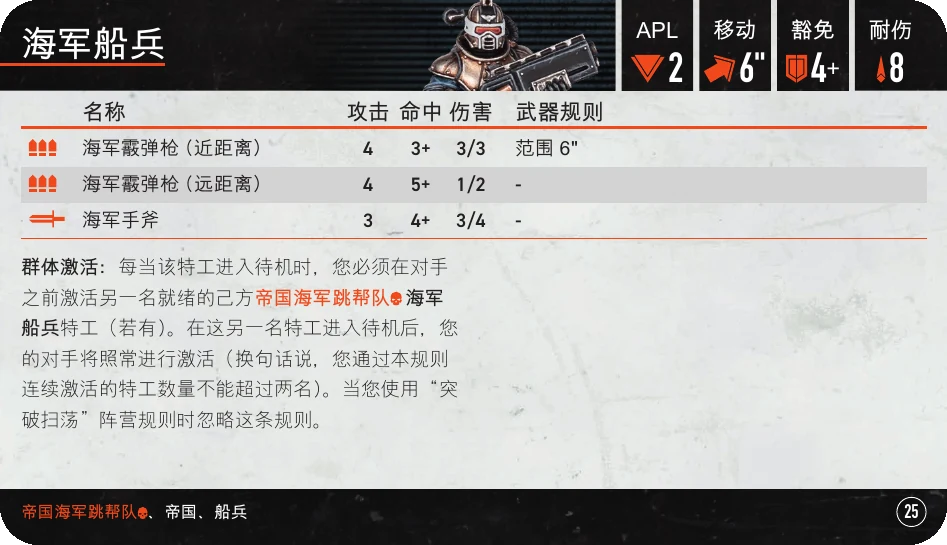 海军船兵
APL 移动 豁免 耐伤
2 6" 4+ 8
名称 攻击 命中 伤害 武器规则
海军霰弹枪（近距离） 4 3+ 3/3 范围 6"
海军霰弹枪（远距离） 4 5+ 1/2 -
海军手斧 3 4+ 3/4 -
群体激活：每当该特工进入待机时，您必须在对手
之前激活另一名就绪的己方帝国海军跳帮队海军
船兵特工（若有）。在这另一名特工进入待机后，您
的对手将照常进行激活（换句话说，您通过本规则
连续激活的特工数量不能超过两名）。当您使用“突
破扫荡”阵营规则时忽略这条规则。
帝国海军跳帮队、帝国、船兵
25